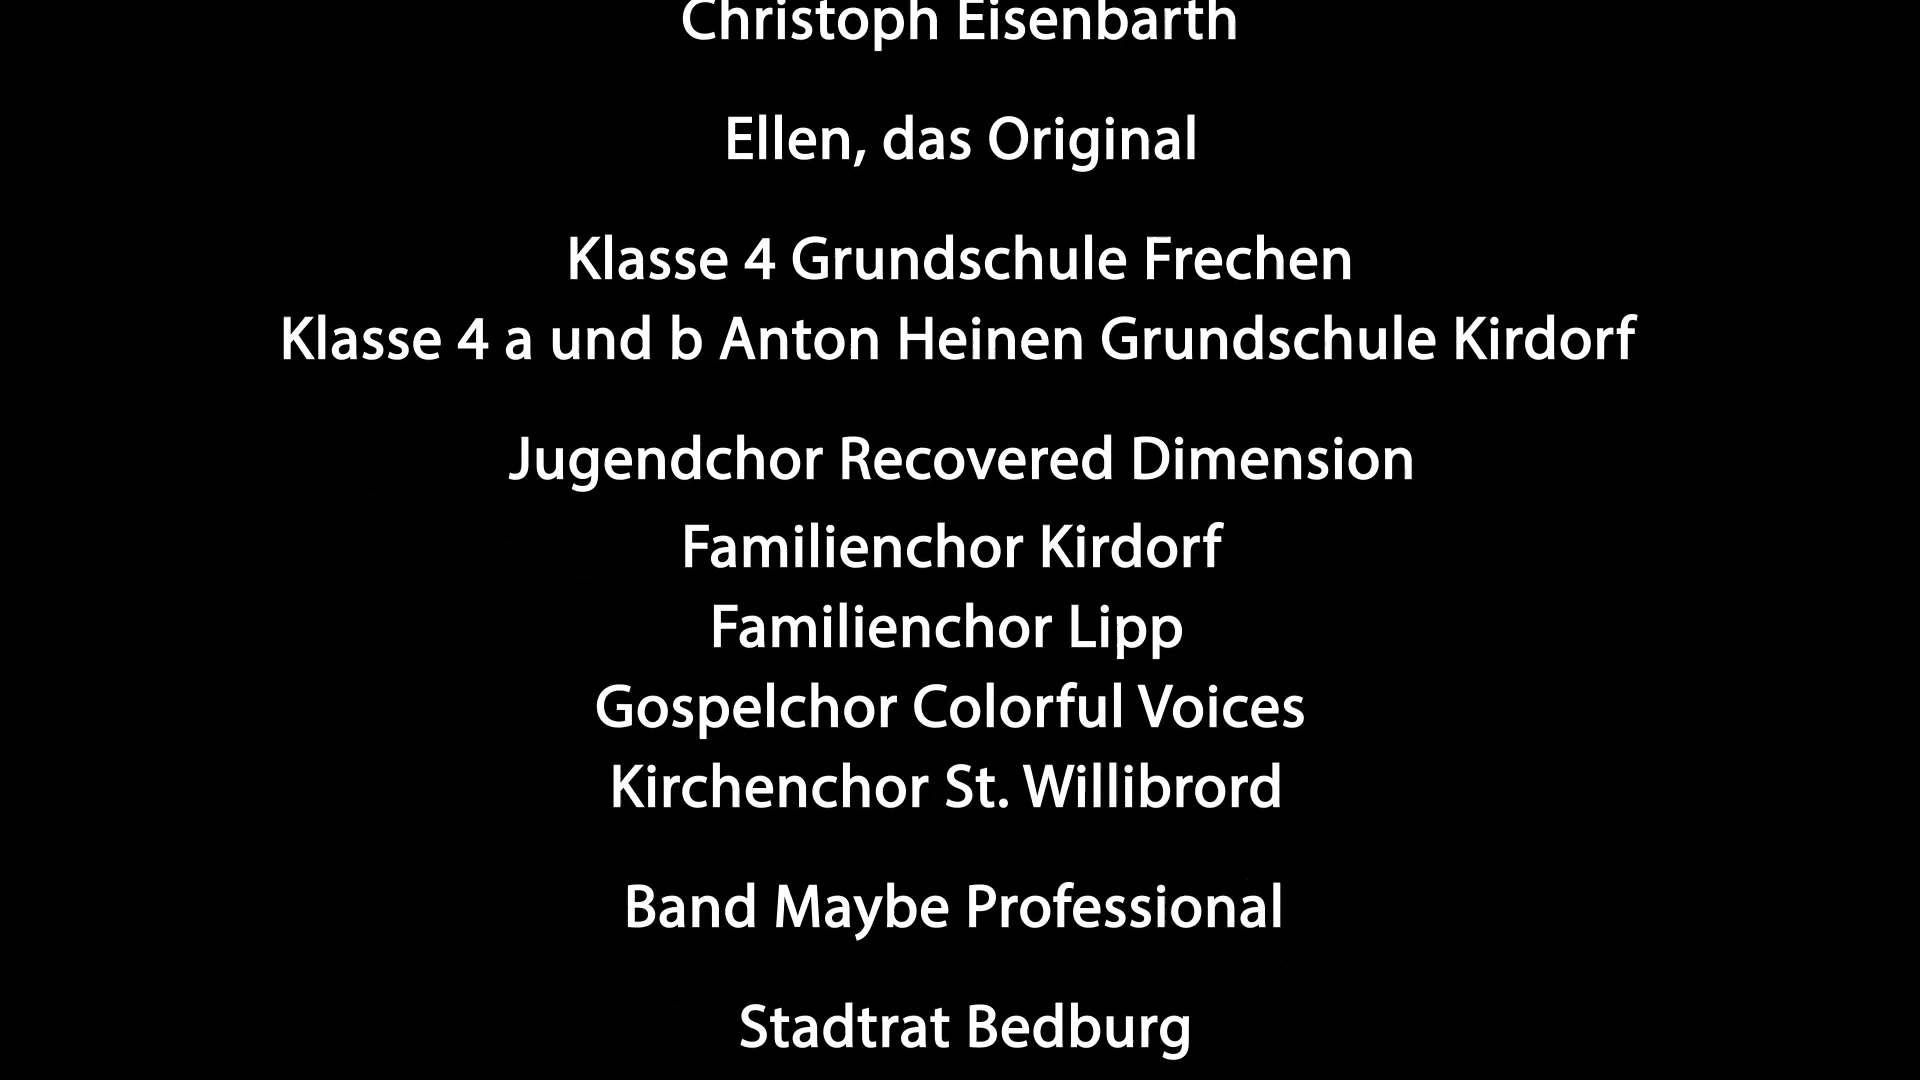 Christoph Eisenbarth
Ellen, das Original
Klasse 4 Grundschule Frechen
Klasse 4 a und b Anton Heinen Grundschule Kirdorf
Jugendchor Recovered Dimension
Familienchor Kirdorf
Familienchor Lipp
Gospelchor Colorful Voices
Kirchenchor St. Willibrord
Band Maybe Professional
Stadtrat Bedburg